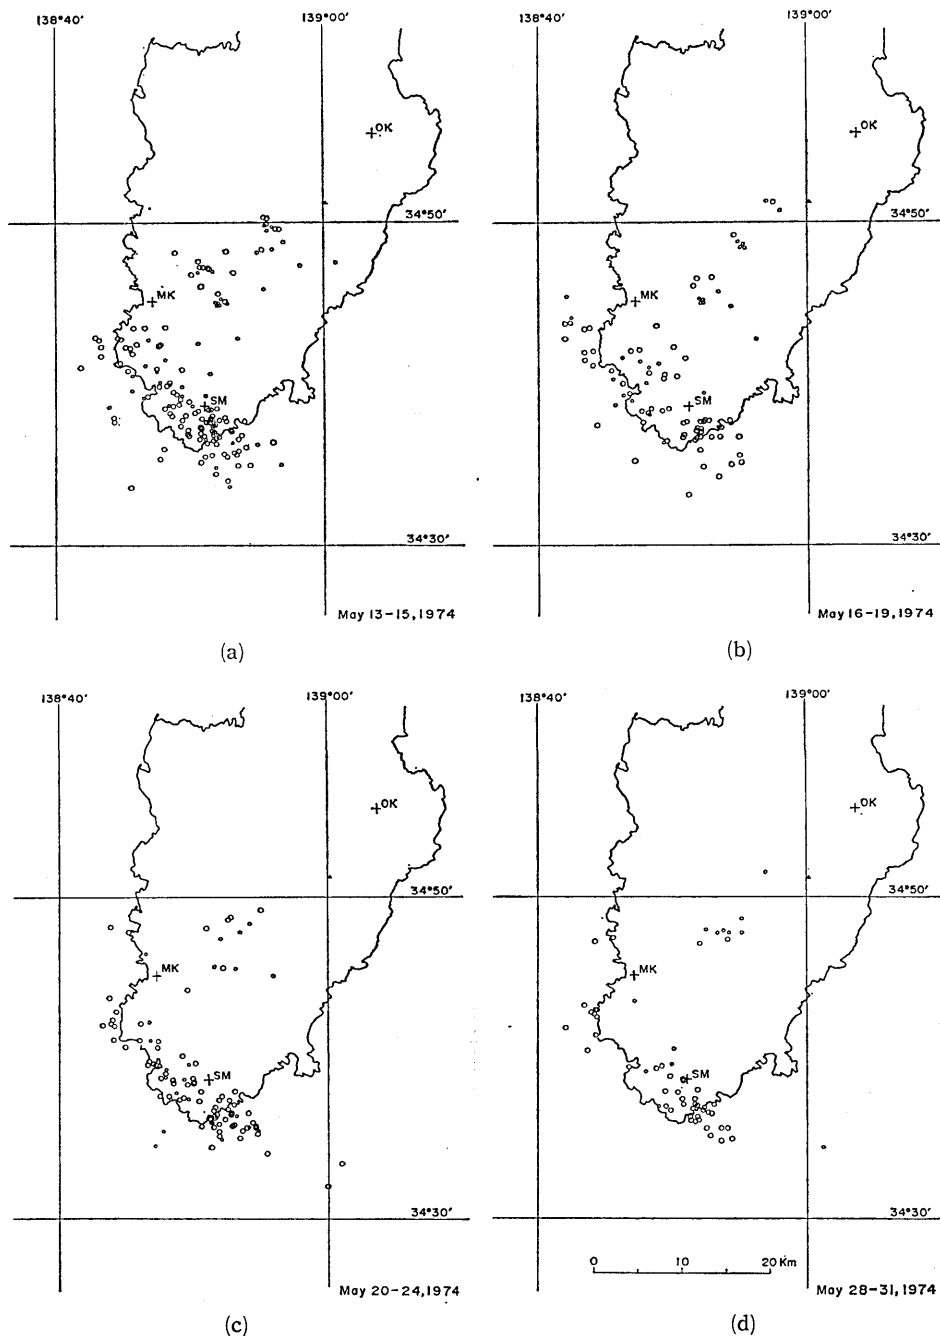 138°40'
139°00'
138°40'
139°00'
OK
OK
34°50'
34°50'
MK
MK
SM
SM
34°30'
34°30'
May 13-15, 1974
May 16-19, 1974
(a)
(b)
138°40'
139°00'
138°40'
139°00'
OK
OK
34°50'
34°50'
MK
MK
SM
SM
34°30'
34°30'
0 10 20 Km
May 20-24, 1974
May 28-31, 1974
(c)
(d)